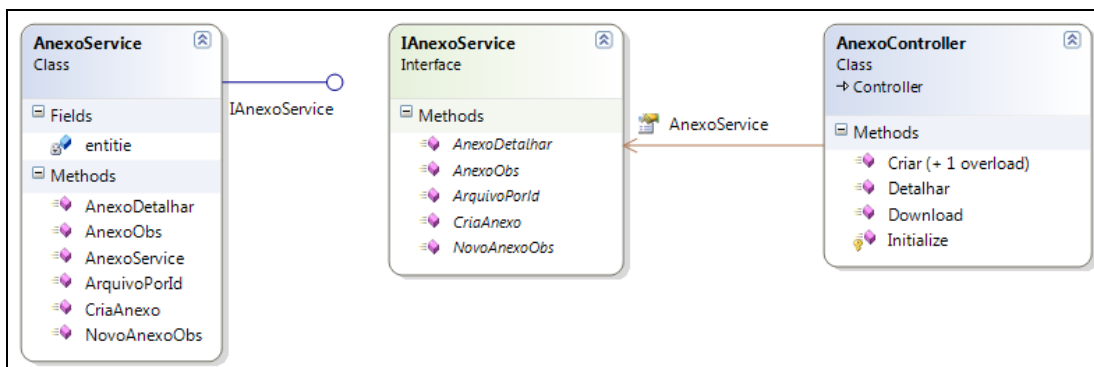 AnexoService
Class
Fields
entitie
Methods
AnexoDetalhar
AnexoObs
AnexoService
ArquivoPorId
CriaAnexo
NovoAnexoObs
IAnexoService
IAnexoService
Interface
Methods
AnexoDetalhar
AnexoObs
ArquivoPorId
CriaAnexo
NovoAnexoObs
AnexoService
AnexoController
Class
Controller
Methods
Criar (+ 1 overload)
Detalhar
Download
Initialize